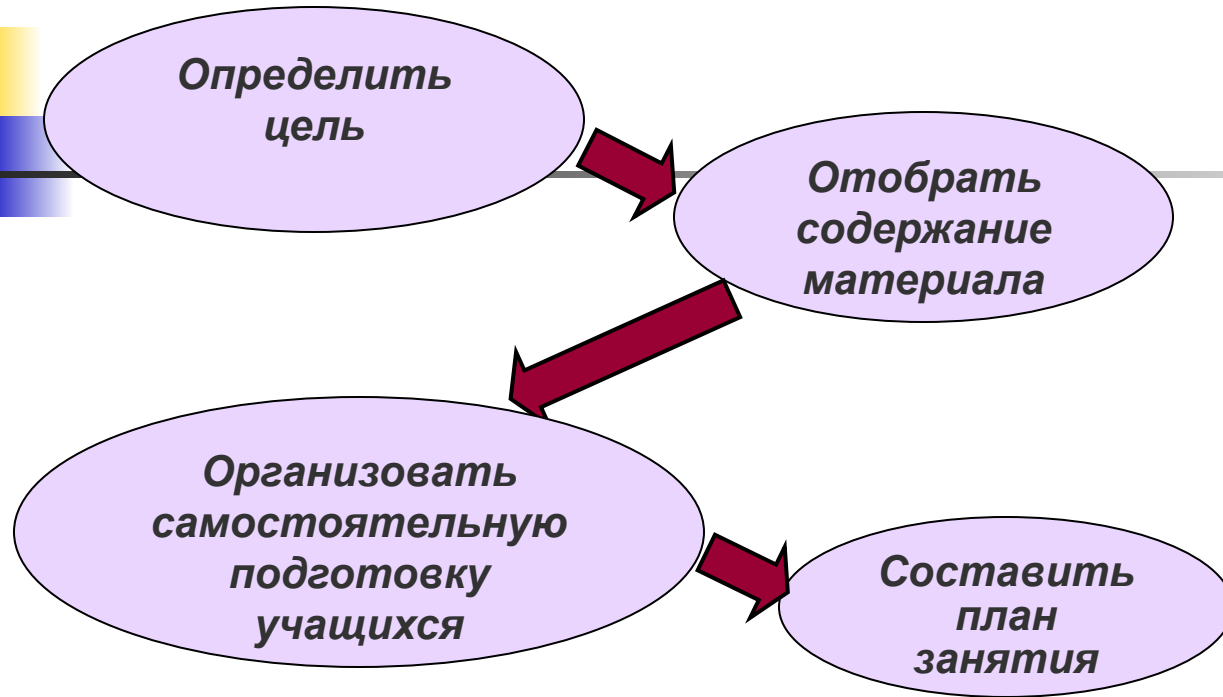 Определить
цель
Отобрать
содержание
материала
Организовать
самостоятельную
подготовку
учащихся
Составить
план
занятия